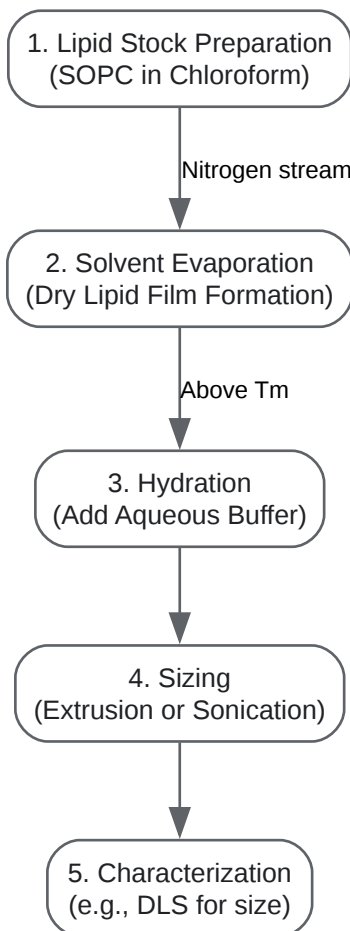 1. Lipid Stock Preparation
(SOPC in Chloroform)
Nitrogen stream
2. Solvent Evaporation
(Dry Lipid Film Formation)
Above Tm
3. Hydration
(Add Aqueous Buffer)
4. Sizing
(Extrusion or Sonication)
5. Characterization
(e.g., DLS for size)